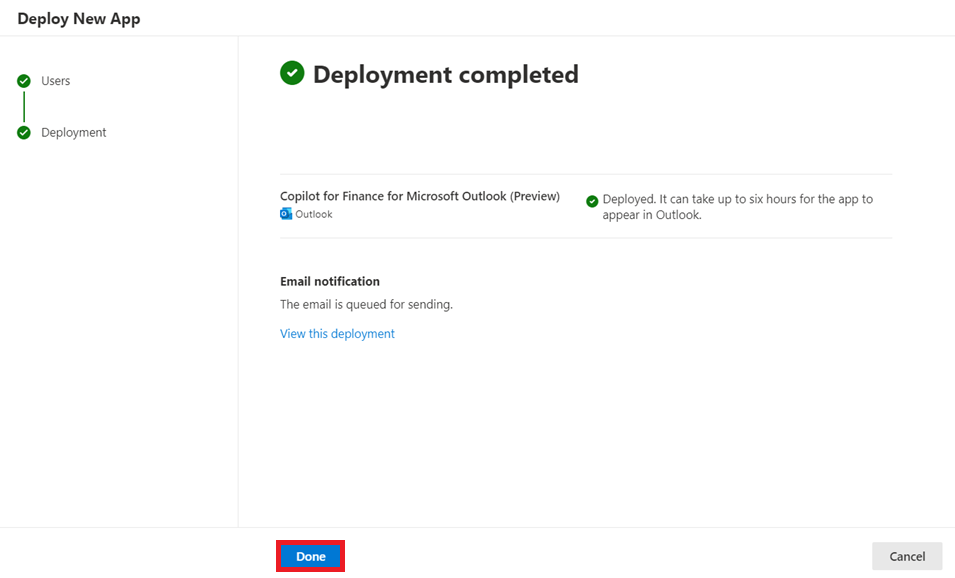 Deploy New App
Users
Deployment
Deployment completed
Copilot for Finance for Microsoft Outlook (Preview)
Outlook
Deployed. It can take up to six hours for the app to
appear in Outlook.
Email notification
The email is queued for sending.
View this deployment
Done
Cancel